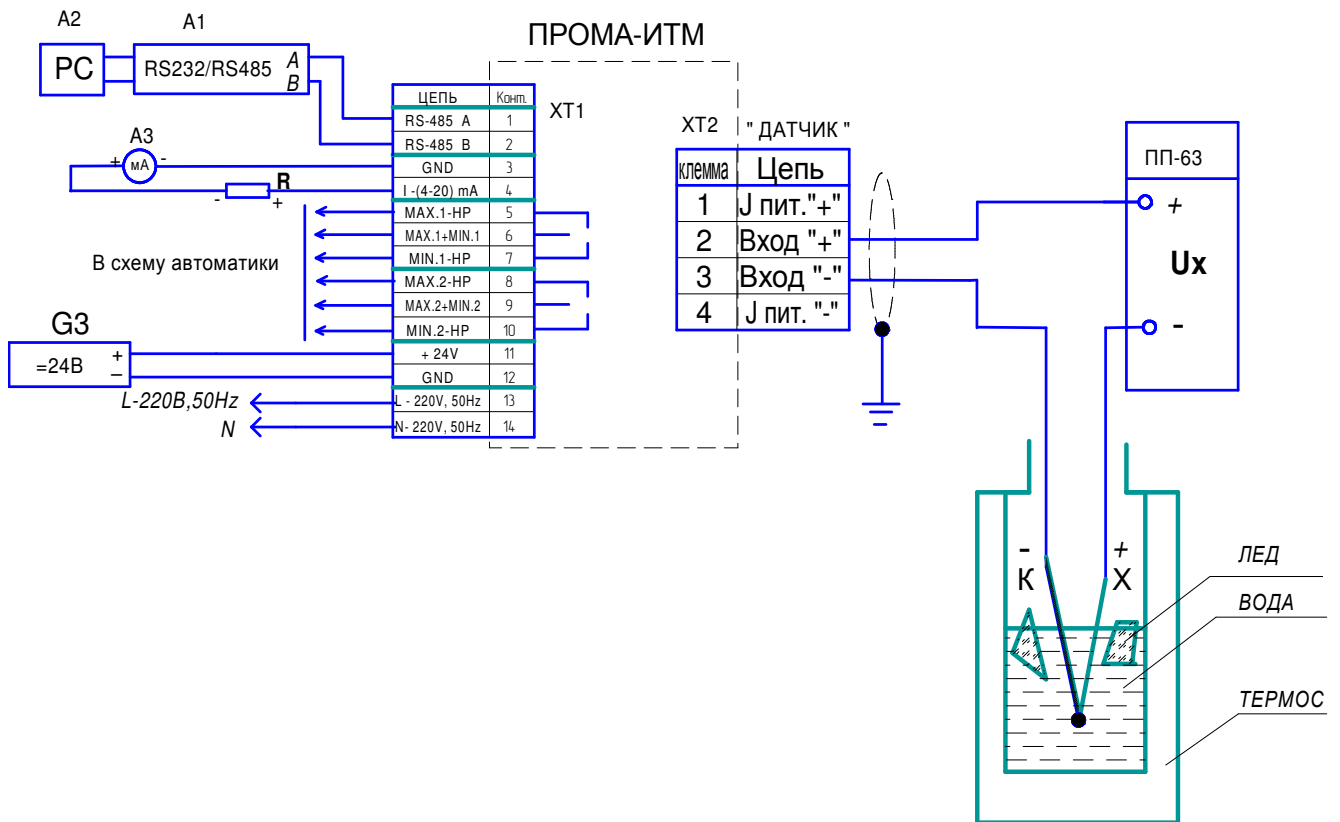 А2
А1
ПРОМА-ИТМ
PC
RS232/RS485
A
B
ЦЕПЬ Конт.
RS-485 A 1
RS-485 B 2
GND 3
I -(4-20) mA 4
MAX.1-HP 5
MAX.1+MIN.1 6
MIN.1-HP 7
MAX.2-HP 8
MAX.2+MIN.2 9
MIN.2-HP 10
+ 24V 11
GND 12
L - 220V, 50Hz 13
N- 220V, 50Hz 14
XT1
А3
+ мА -
R
- +
В схему автоматики
G3
=24В + –
L-220В,50Hz
N
XT2 " ДАТЧИК "
клемма Цепь
1 J пит."+"
2 Вход "+"
3 Вход "-"
4 J пит. "-"
ПП-63
+
Ux
-
- +
К Х
ЛЕД
ВОДА
ТЕРМОС